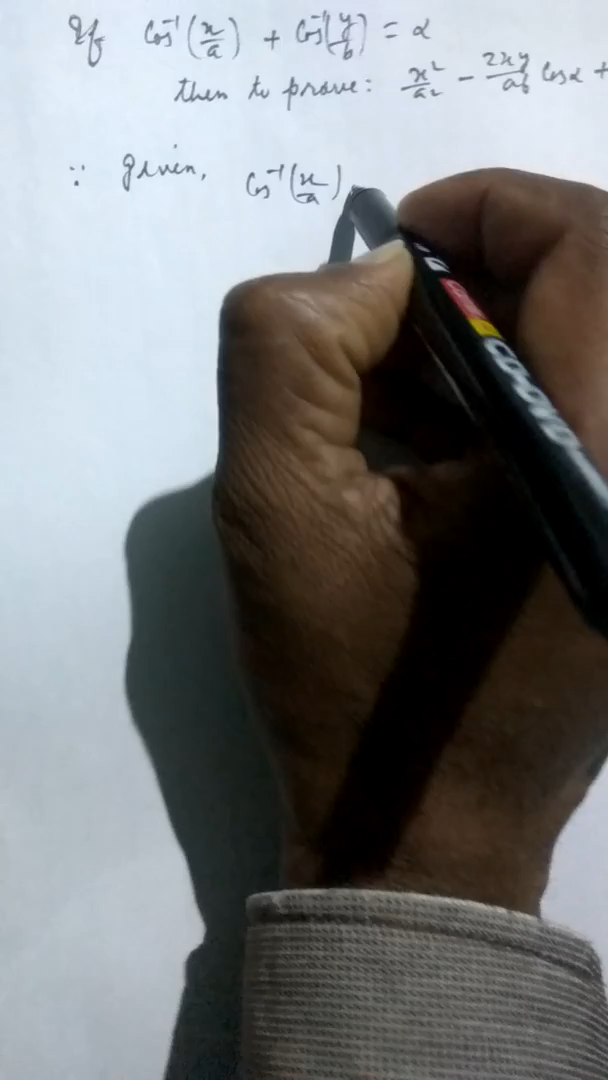 If Cos⁻¹(x/a) + Cos⁻¹(y/b) = α
then to prove: x²/a² - 2xy/ab Cosα +
∵ given, Cos⁻¹(x/a)